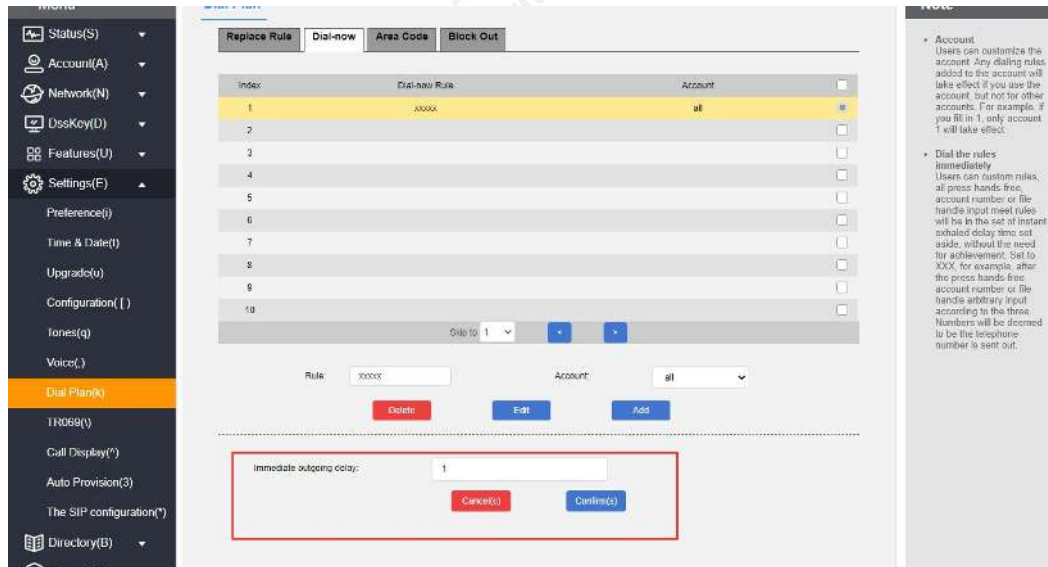 Menu
Status(S)
Account(A)
Network(N)
DssKey(D)
Features(U)
Settings(E)
Preference(i)
Time & Date(t)
Upgrade(u)
Configuration( [ )
Tones(q)
Voice(,)
Dial Plan(k)
TR069(\)
Call Display(^)
Auto Provision(3)
The SIP configuration(*)
Directory(B)
Dial Plan
Replace Rule Dial-now Area Code Block Out
Index Dial-now Rule Account
1 xxxxx all
2
3
4
5
6
7
8
9
10
Skip to 1 < >
Rule: xxxxx Account: all
Delete Edit Add
Immediate outgoing delay: 1
Cancel(c) Confirm(s)
Note
Account
Users can customize the
account. Any dialing rules
added to the account will
take effect if you use the
account, but not for other
accounts. For example, if
you fill in 1, only account
1 will take effect.
Dial the rules
immediately
Users can custom rules,
all press hands free,
account number or file
handle input meet rules
will be in the set of instant
exhaled delay time set
aside, without the need
for achievement. Set to
XXX, for example, after
the press hands free,
account number or file
handle arbitrary input
according to the three
Numbers will be deemed
to be the telephone
number is sent out.